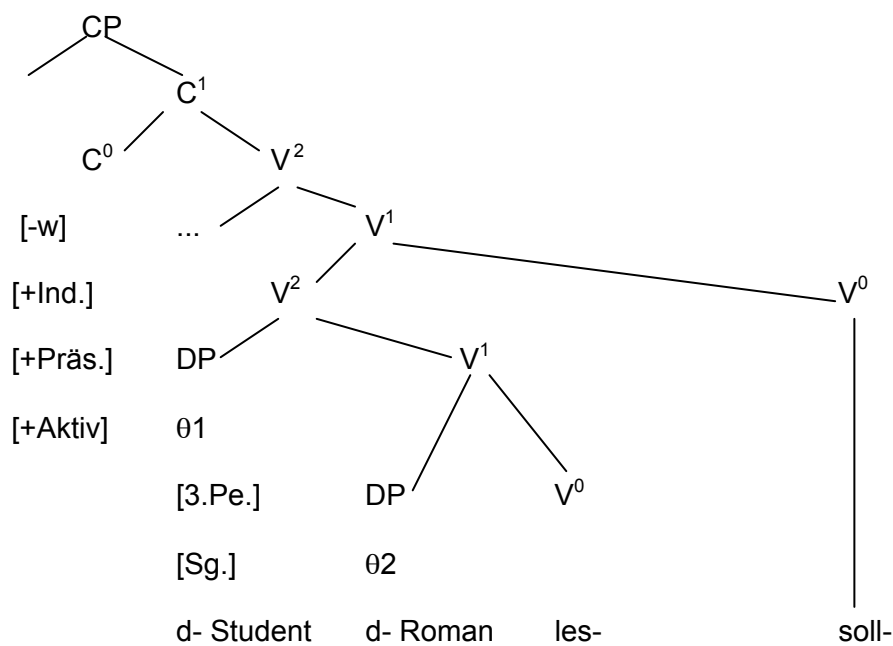 CP
C¹
C⁰ V²
[-w] ... V¹
[+Ind.] V² V⁰
[+Präs.] DP V¹
[+Aktiv] θ1
[3.Pe.] DP V⁰
[Sg.] θ2
d- Student d- Roman les- soll-